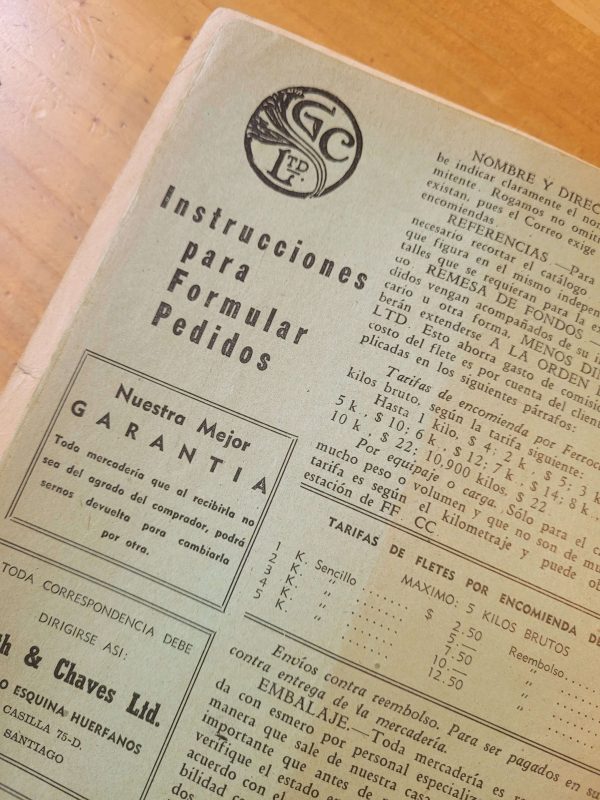 GC
LTD
Instrucciones
para
Formular
Pedidos
Nuestra Mejor
GARANTIA
Toda mercadería que al recibirla no
sea del agrado del comprador, podrá
sernos devuelta para cambiarla
por otra.
TODA CORRESPONDENCIA DEBE
DIRIGIRSE ASI:
h & Chaves Ltd.
O ESQUINA HUERFANOS
CASILLA 75-D.
SANTIAGO
NOMBRE Y DIREC
be indicar claramente el nom
mitente. Rogamos no omitir
existan, pues el Correo exige
encomiendas.
REFERENCIAS.—Para
necesario recortar el catálogo
que figura en el mismo indepen
talles que se requieran para la ex
uo. REMESA DE FONDOS.—
didos vengan acompañados de su im
cario u otra forma, MENOS DIN
berán extenderse A LA ORDEN D
LTD. Esto ahorra gasto de comisió
costo del flete es por cuenta del client
plicadas en los siguientes párrafos:
Tarifas de encomienda por Ferroc
kilos bruto, según la tarifa siguiente:
Hasta 1 kilo, $ 4; 2 k., $ 5; 3 k
5 k., $ 10; 6 k., $ 12; 7 k., $ 14; 8 k.,
10 k., $ 22; 10,900 kilos, $ 22
Por equipaje o carga. Sólo para el ca
mucho peso o volumen y que no son de mu
tarifa es según el kilometraje y puede ob
estación de FF. CC.
TARIFAS DE FLETES POR ENCOMIENDA DE
MAXIMO: 5 KILOS BRUTOS
1 K. Sencillo ...... $ 2.50 Reembolso....
2 K. " ...... 5.— "
3 K. " ...... 7.50 "
4 K. " ...... 10.— "
5 K. " ...... 12.50 "
Envíos contra reembolso. Para ser pagados en su
contra entrega de la mercadería.
EMBALAJE.—Toda mercadería es re
da con esmero por personal especializ
manera que sale de nuestra casa
importante que antes de
verifique el estado e
acuerdo con el
bilidad c
dos